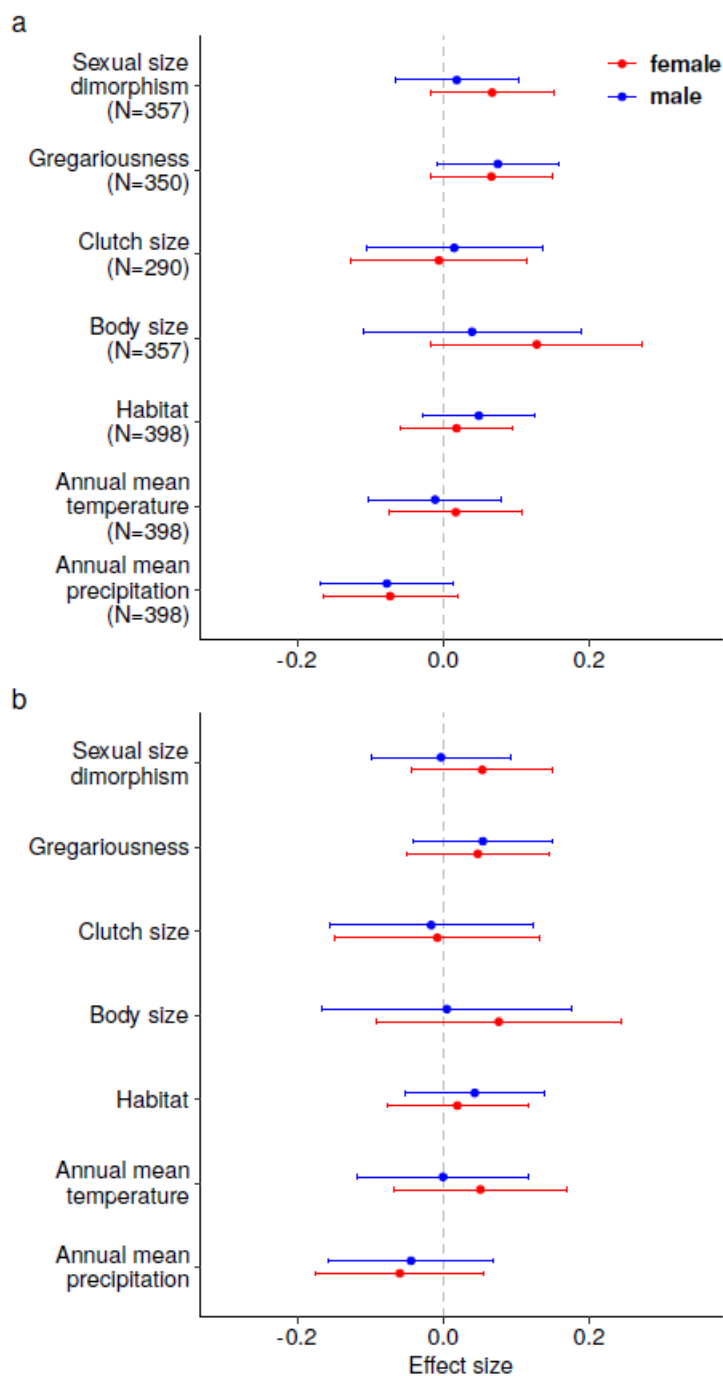 a
Sexual size
dimorphism
(N=357)
Gregariousness
(N=350)
Clutch size
(N=290)
Body size
(N=357)
Habitat
(N=398)
Annual mean
temperature
(N=398)
Annual mean
precipitation
(N=398)
female
male
-0.2 0.0 0.2
b
Sexual size
dimorphism
Gregariousness
Clutch size
Body size
Habitat
Annual mean
temperature
Annual mean
precipitation
-0.2 0.0 0.2
Effect size